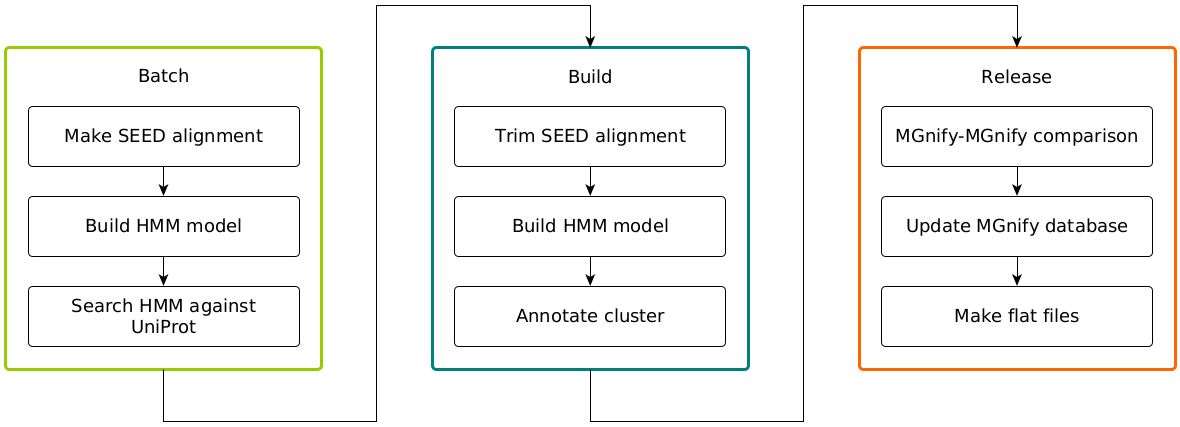 Batch
Make SEED alignment
Build HMM model
Search HMM against
UniProt
Build
Trim SEED alignment
Build HMM model
Annotate cluster
Release
MGnify-MGnify comparison
Update MGnify database
Make flat files